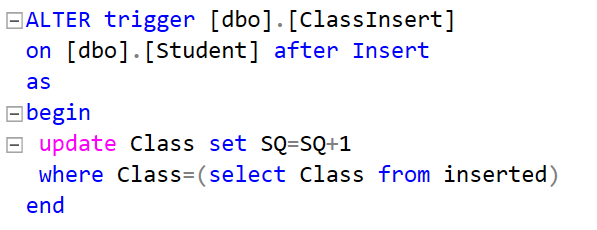 ALTER trigger [dbo].[ClassInsert]
on [dbo].[Student] after Insert
as
begin
update Class set SQ=SQ+1
where Class=(select Class from inserted)
end